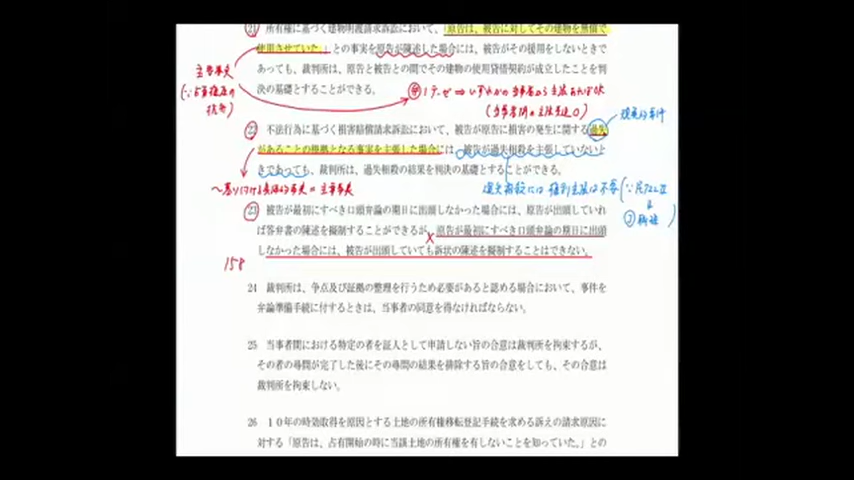 21 所有権に基づく建物明渡請求訴訟において、「原告は、被告に対してその建物を無償で
使用させていた。」との事実を原告が陳述した場合には、被告がその援用をしないときで
あっても、裁判所は、原告と被告との間でその建物の使用貸借契約が成立したことを判
決の基礎とすることができる。
主要事実
22 不法行為に基づく損害賠償請求訴訟において、被告が原告に損害の発生に関する過失
があることの根拠となる事実を主張した場合には、被告が過失相殺を主張していないと
きであっても、裁判所は、過失相殺の結果を判決の基礎とすることができる。
過失相殺には権利主張は不要
23 被告が最初にすべき口頭弁論の期日に出頭しなかった場合には、原告が出頭していれ
ば答弁書の陳述を擬制することができるが、原告が最初にすべき口頭弁論の期日に出頭
しなかった場合には、被告が出頭していても訴状の陳述を擬制することはできない。
158
24 裁判所は、争点及び証拠の整理を行うため必要があると認める場合において、事件を
弁論準備手続に付するときは、当事者の同意を得なければならない。
25 当事者間における特定の者を証人として申請しない旨の合意は裁判所を拘束するが、
その者の尋問が完了した後にその尋問の結果を排除する旨の合意をしても、その合意は
裁判所を拘束しない。
26 10年の時効取得を原因とする土地の所有権移転登記手続を求める訴えの請求原因に
対する「原告は、占有開始の時に当該土地の所有権を有しないことを知っていた。」との